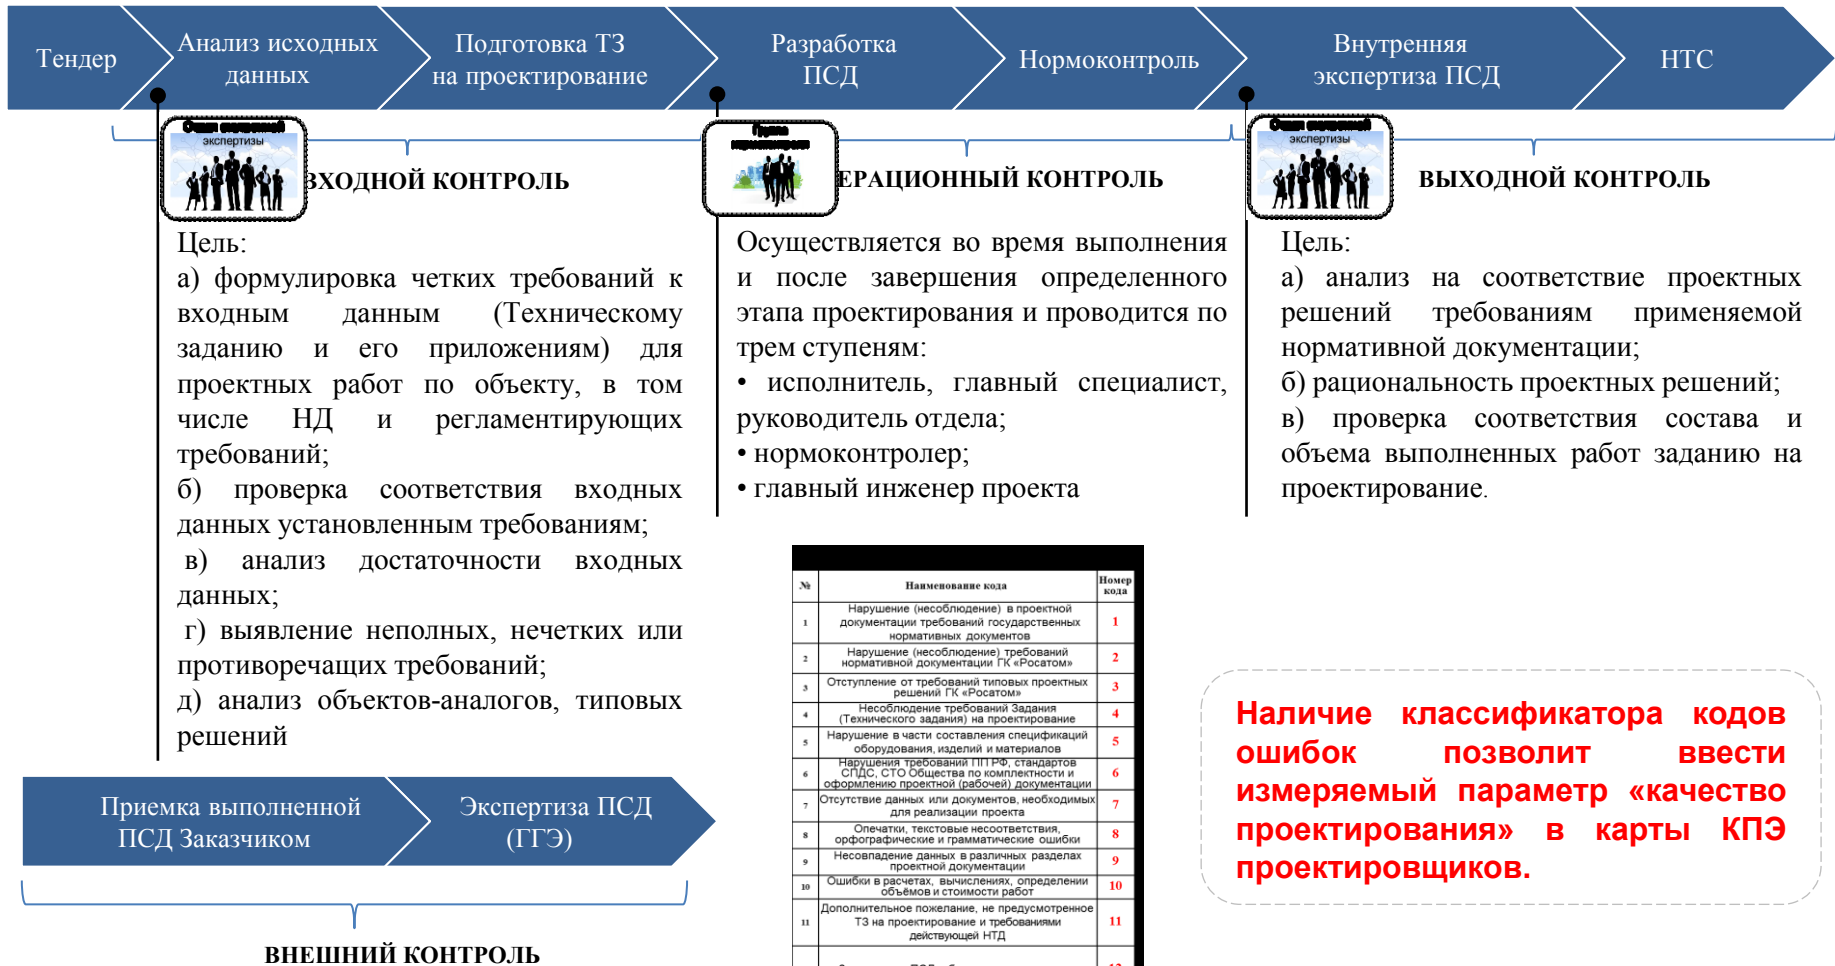 Тендер
Анализ исходных
данных
Подготовка ТЗ
на проектирование
Разработка
ПСД
Нормоконтроль
Внутренняя
экспертиза ПСД
НТС
экспертизы
ВХОДНОЙ КОНТРОЛЬ
Группа
нормоконтроля
ЕРАЦИОННЫЙ КОНТРОЛЬ
экспертизы
ВЫХОДНОЙ КОНТРОЛЬ
Цель:
а) формулировка четких требований к
входным данным (Техническому
заданию и его приложениям) для
проектных работ по объекту, в том
числе НД и регламентирующих
требований;
б) проверка соответствия входных
данных установленным требованиям;
в) анализ достаточности входных
данных;
г) выявление неполных, нечетких или
противоречащих требований;
д) анализ объектов-аналогов, типовых
решений
Осуществляется во время выполнения
и после завершения определенного
этапа проектирования и проводится по
трем ступеням:
• исполнитель, главный специалист,
руководитель отдела;
• нормоконтролер;
• главный инженер проекта
Цель:
а) анализ на соответствие проектных
решений требованиям применяемой
нормативной документации;
б) рациональность проектных решений;
в) проверка соответствия состава и
объема выполненных работ заданию на
проектирование.
№ Наименование кода Номер
кода
1 Нарушение (несоблюдение) в проектной
документации требований государственных
нормативных документов 1
2 Нарушение (несоблюдение) требований
нормативной документации ГК «Росатом» 2
3 Отступление от требований типовых проектных
решений ГК «Росатом» 3
4 Несоблюдение требований Задания
(Технического задания) на проектирование 4
5 Нарушение в части составления спецификаций
оборудования, изделий и материалов 5
6 Нарушения требований ПП РФ, стандартов
СПДС, СТО Общества по комплектности и
оформлению проектной (рабочей) документации 6
7 Отсутствие данных или документов, необходимых
для реализации проекта 7
8 Опечатки, текстовые несоответствия,
орфографические и грамматические ошибки 8
9 Несовпадение данных в различных разделах
проектной документации 9
10 Ошибки в расчетах, вычислениях, определении
объёмов и стоимости работ 10
11 Дополнительное пожелание, не предусмотренное
ТЗ на проектирование и требованиями
действующей НТД 11
Наличие классификатора кодов
ошибок позволит ввести
измеряемый параметр «качество
проектирования» в карты КПЭ
проектировщиков.
Приемка выполненной
ПСД Заказчиком
Экспертиза ПСД
(ГГЭ)
ВНЕШНИЙ КОНТРОЛЬ